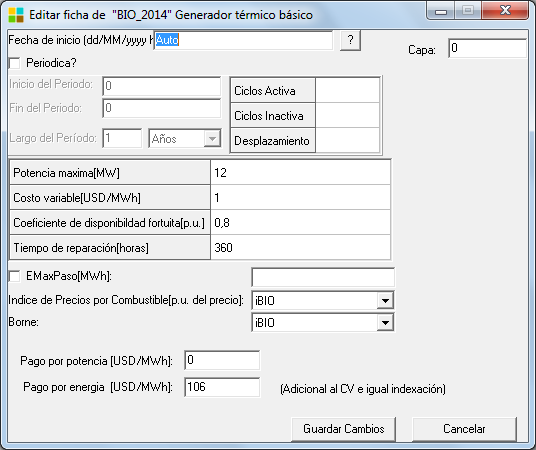 Editar ficha de "BIO_2014" Generador térmico básico
Fecha de inicio (dd/MM/yyyy h Auto ? Capa: 0
Periodica?
Inicio del Periodo: 0
Fin del Periodo: 0
Largo del Período: 1 Años
Ciclos Activa
Ciclos Inactiva
Desplazamiento
Potencia maxima[MW] 12
Costo variable[USD/MWh] 1
Coeficiente de disponibildad fortuita[p.u.] 0,8
Tiempo de reparación[horas] 360
EMaxPaso[MWh]:
Indice de Precios por Combustible[p.u. del precio]: iBIO
Borne: iBIO
Pago por potencia [USD/MWh]: 0
Pago por energia [USD/MWh]: 106 (Adicional al CV e igual indexación)
Guardar Cambios Cancelar